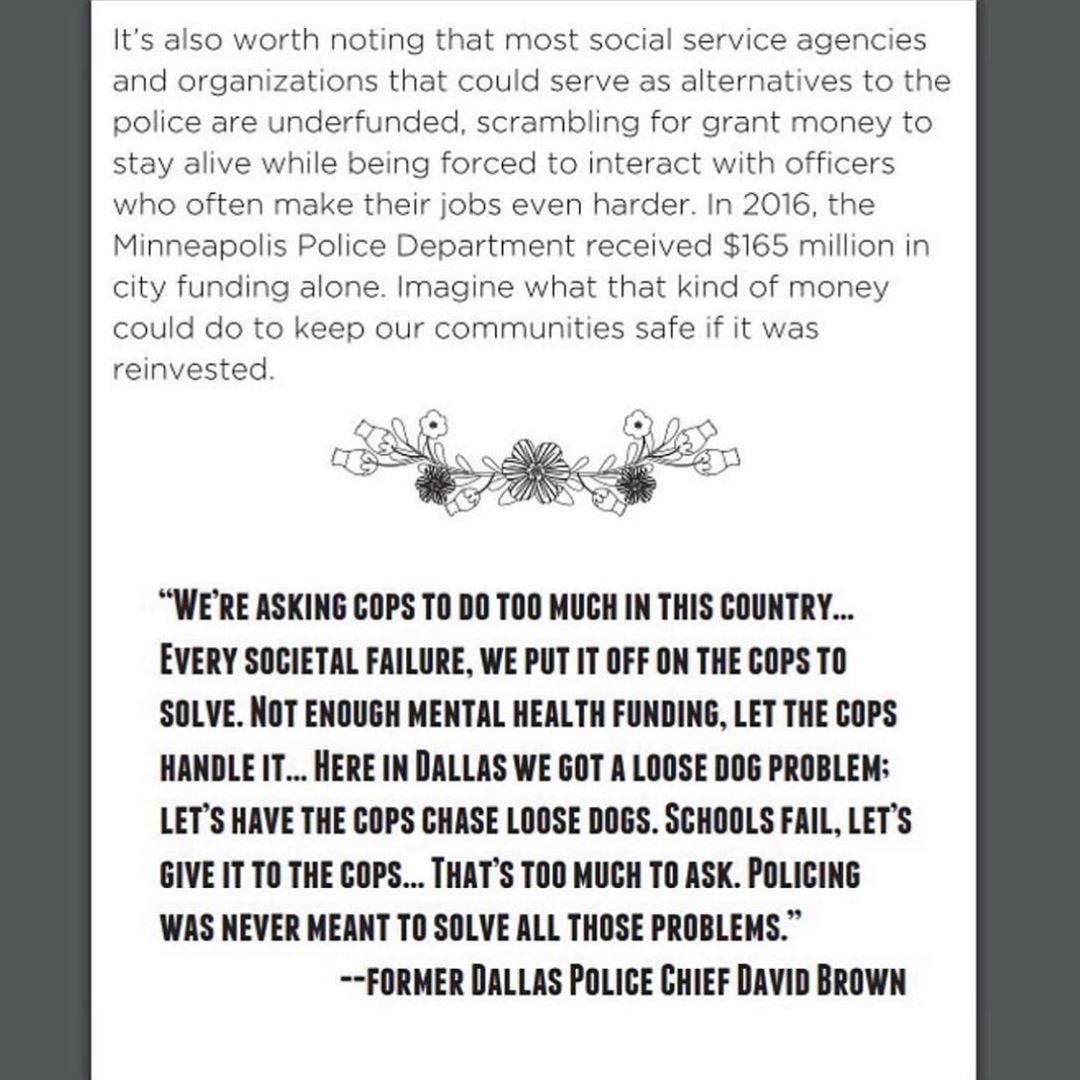 It's also worth noting that most social service agencies
and organizations that could serve as alternatives to the
police are underfunded, scrambling for grant money to
stay alive while being forced to interact with officers
who often make their jobs even harder. In 2016, the
Minneapolis Police Department received $165 million in
city funding alone. Imagine what that kind of money
could do to keep our communities safe if it was
reinvested.
“We’re asking cops to do too much in this country...
Every societal failure, we put it off on the cops to
solve. Not enough mental health funding, let the cops
handle it... Here in Dallas we got a loose dog problem;
let’s have the cops chase loose dogs. Schools fail, let’s
give it to the cops... That’s too much to ask. Policing
was never meant to solve all those problems.”
--former Dallas Police Chief David Brown